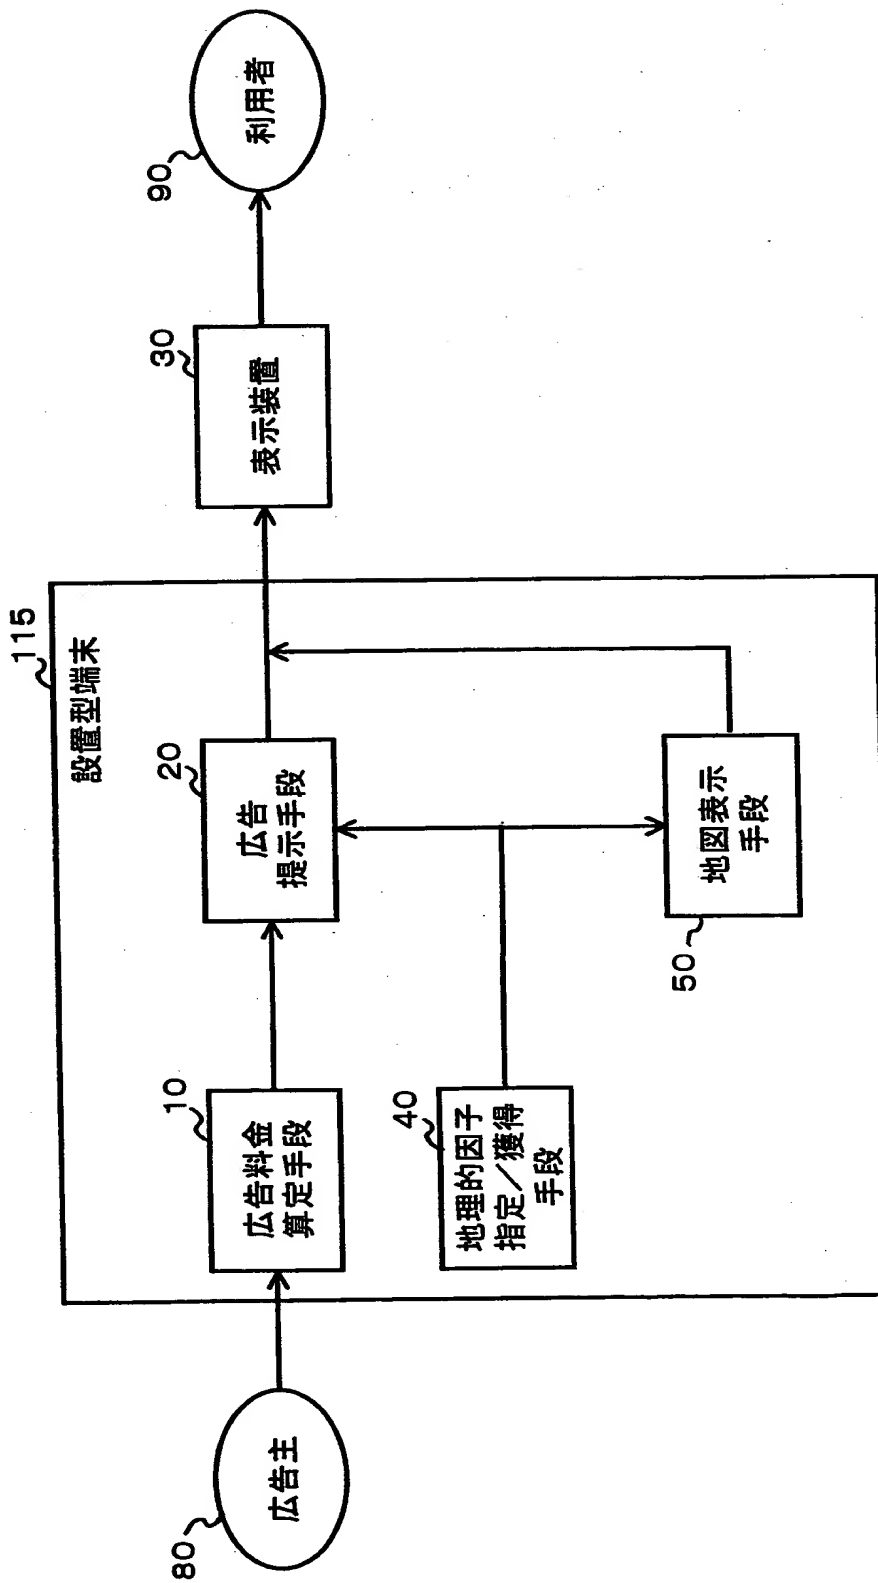 115
設置型端末
80
広告主
10
広告料金
算定手段
20
広告
提示手段
30
表示装置
90
利用者
40
地理的因子
指定／獲得
手段
50
地図表示
手段